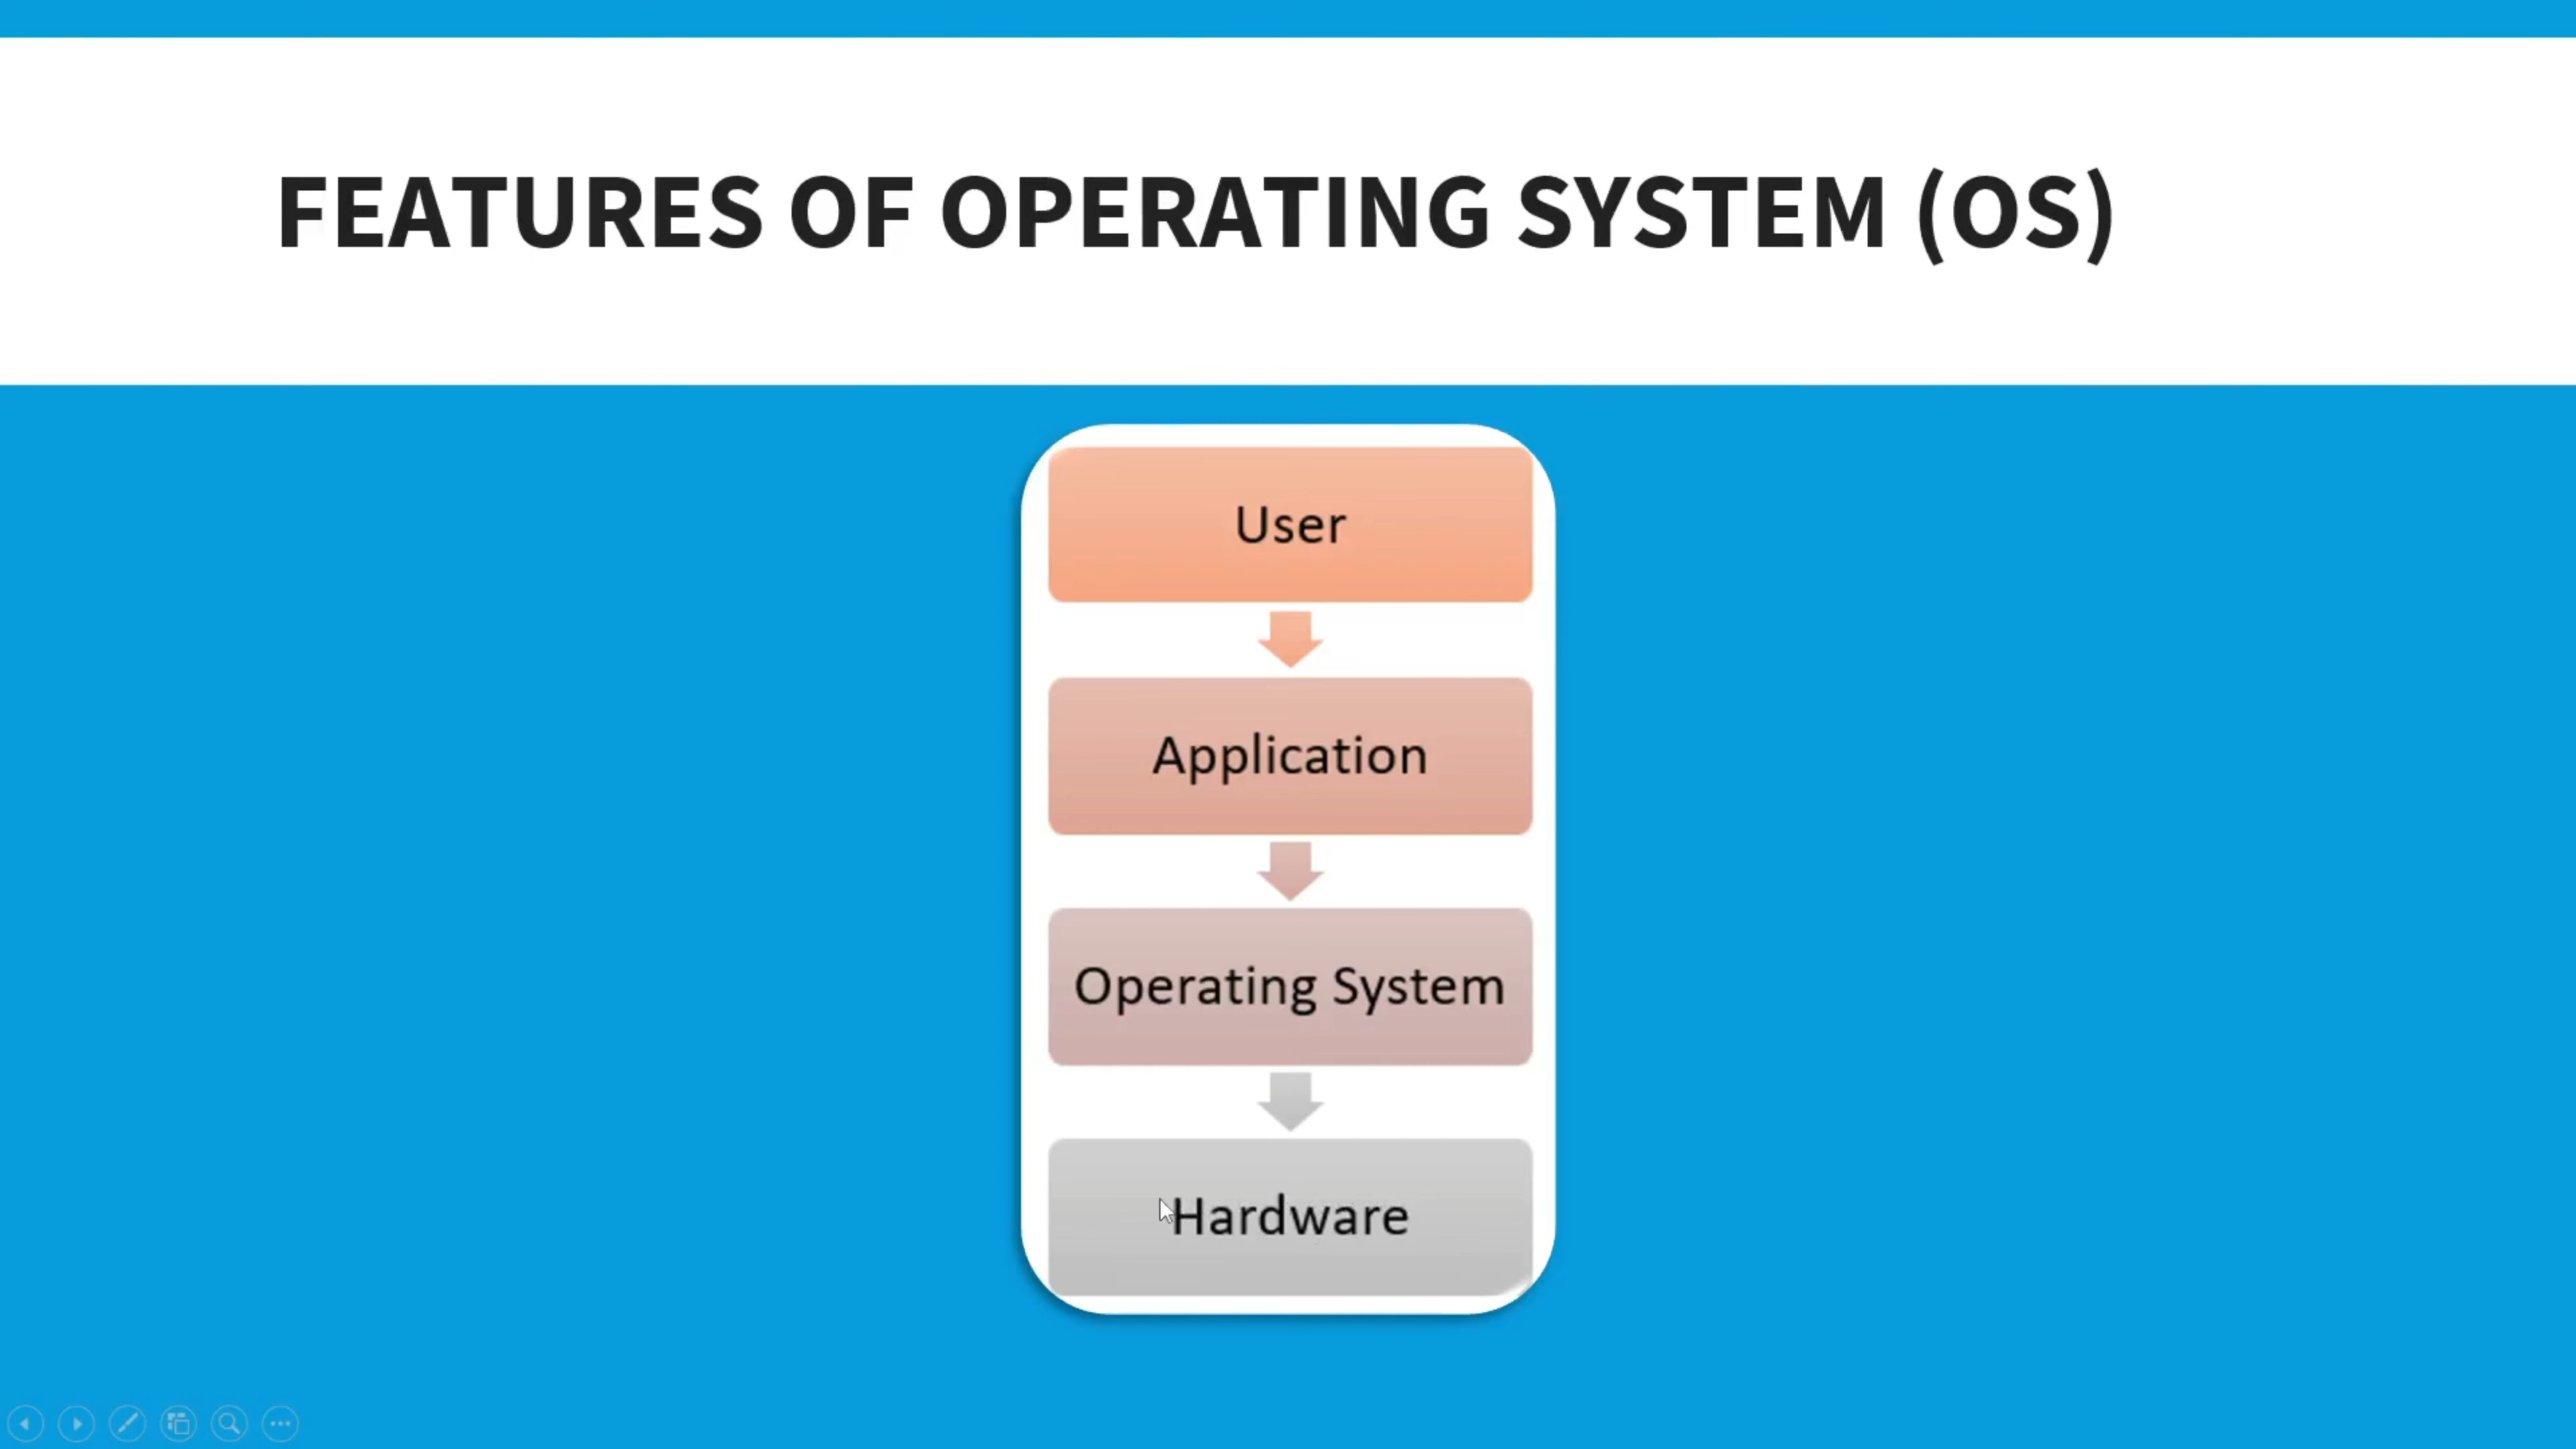 FEATURES OF OPERATING SYSTEM (OS)
User
Application
Operating System
Hardware